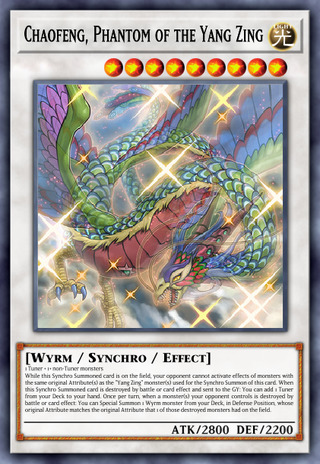 Chaofeng, Phantom of the Yang Zing
LIGHT
光
[Wyrm / Synchro / Effect]
1 Tuner + 1+ non-Tuner monsters
While this Synchro Summoned card is on the field, your opponent cannot activate effects of monsters with
the same original Attribute(s) as the "Yang Zing" monster(s) used for the Synchro Summon of this card. When
this Synchro Summoned card is destroyed by battle or card effect and sent to the GY: You can add 1 Tuner
from your Deck to your hand. Once per turn, when a monster(s) your opponent controls is destroyed by
battle or card effect: You can Special Summon 1 Wyrm monster from your Deck, in Defense Position, whose
original Attribute matches the original Attribute that 1 of those destroyed monsters had on the field.
ATK/2800 DEF/2200